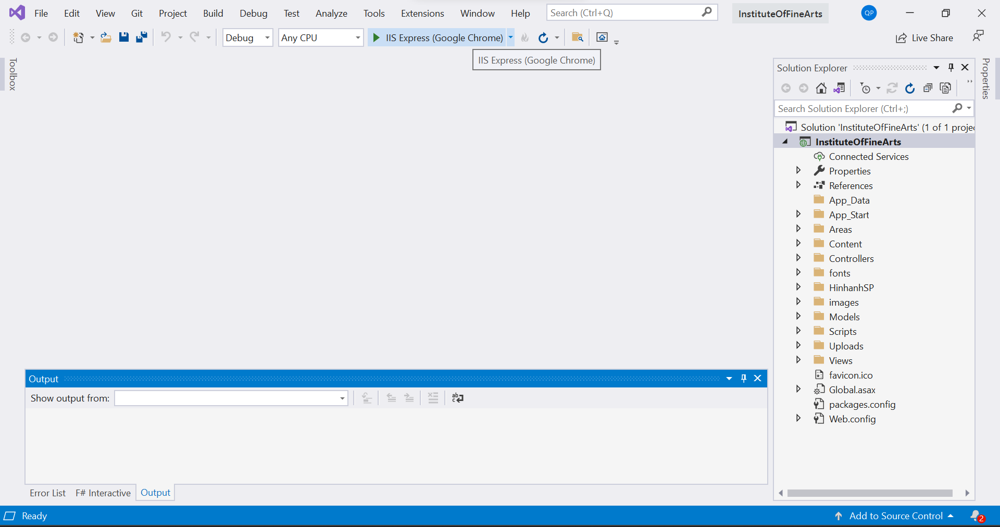 File Edit View Git Project Build Debug Test Analyze Tools Extensions Window Help Search (Ctrl+Q) InstituteOfFineArts QP
Debug Any CPU IIS Express (Google Chrome) Live Share
IIS Express (Google Chrome)
Toolbox
Solution Explorer
Properties
Search Solution Explorer (Ctrl+;)
Solution 'InstituteOfFineArts' (1 of 1 projec
InstituteOfFineArts
Connected Services
Properties
References
App_Data
App_Start
Areas
Content
Controllers
fonts
HinhanhSP
images
Models
Scripts
Uploads
Views
favicon.ico
Global.asax
packages.config
Web.config
Output
Show output from:
Error List F# Interactive Output
Ready Add to Source Control 2